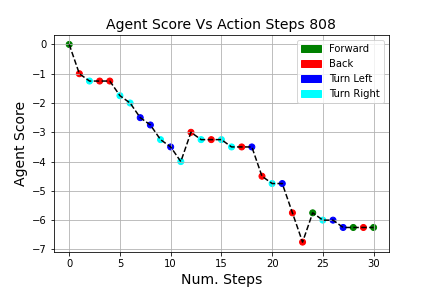 Agent Score Vs Action Steps 808
Agent Score
0
−1
−2
−3
−4
−5
−6
−7
Forward
Back
Turn Left
Turn Right
0 5 10 15 20 25 30
Num. Steps